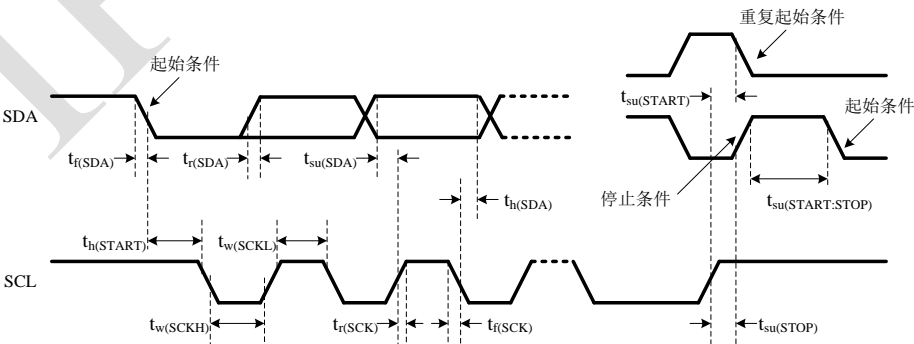 重复起始条件
起始条件
SDA
t_su(START)
起始条件
t_f(SDA)
t_r(SDA)
t_su(SDA)
停止条件
t_su(START:STOP)
t_h(SDA)
t_h(START)
t_w(SCKL)
SCL
t_w(SCKH)
t_r(SCK)
t_f(SCK)
t_su(STOP)